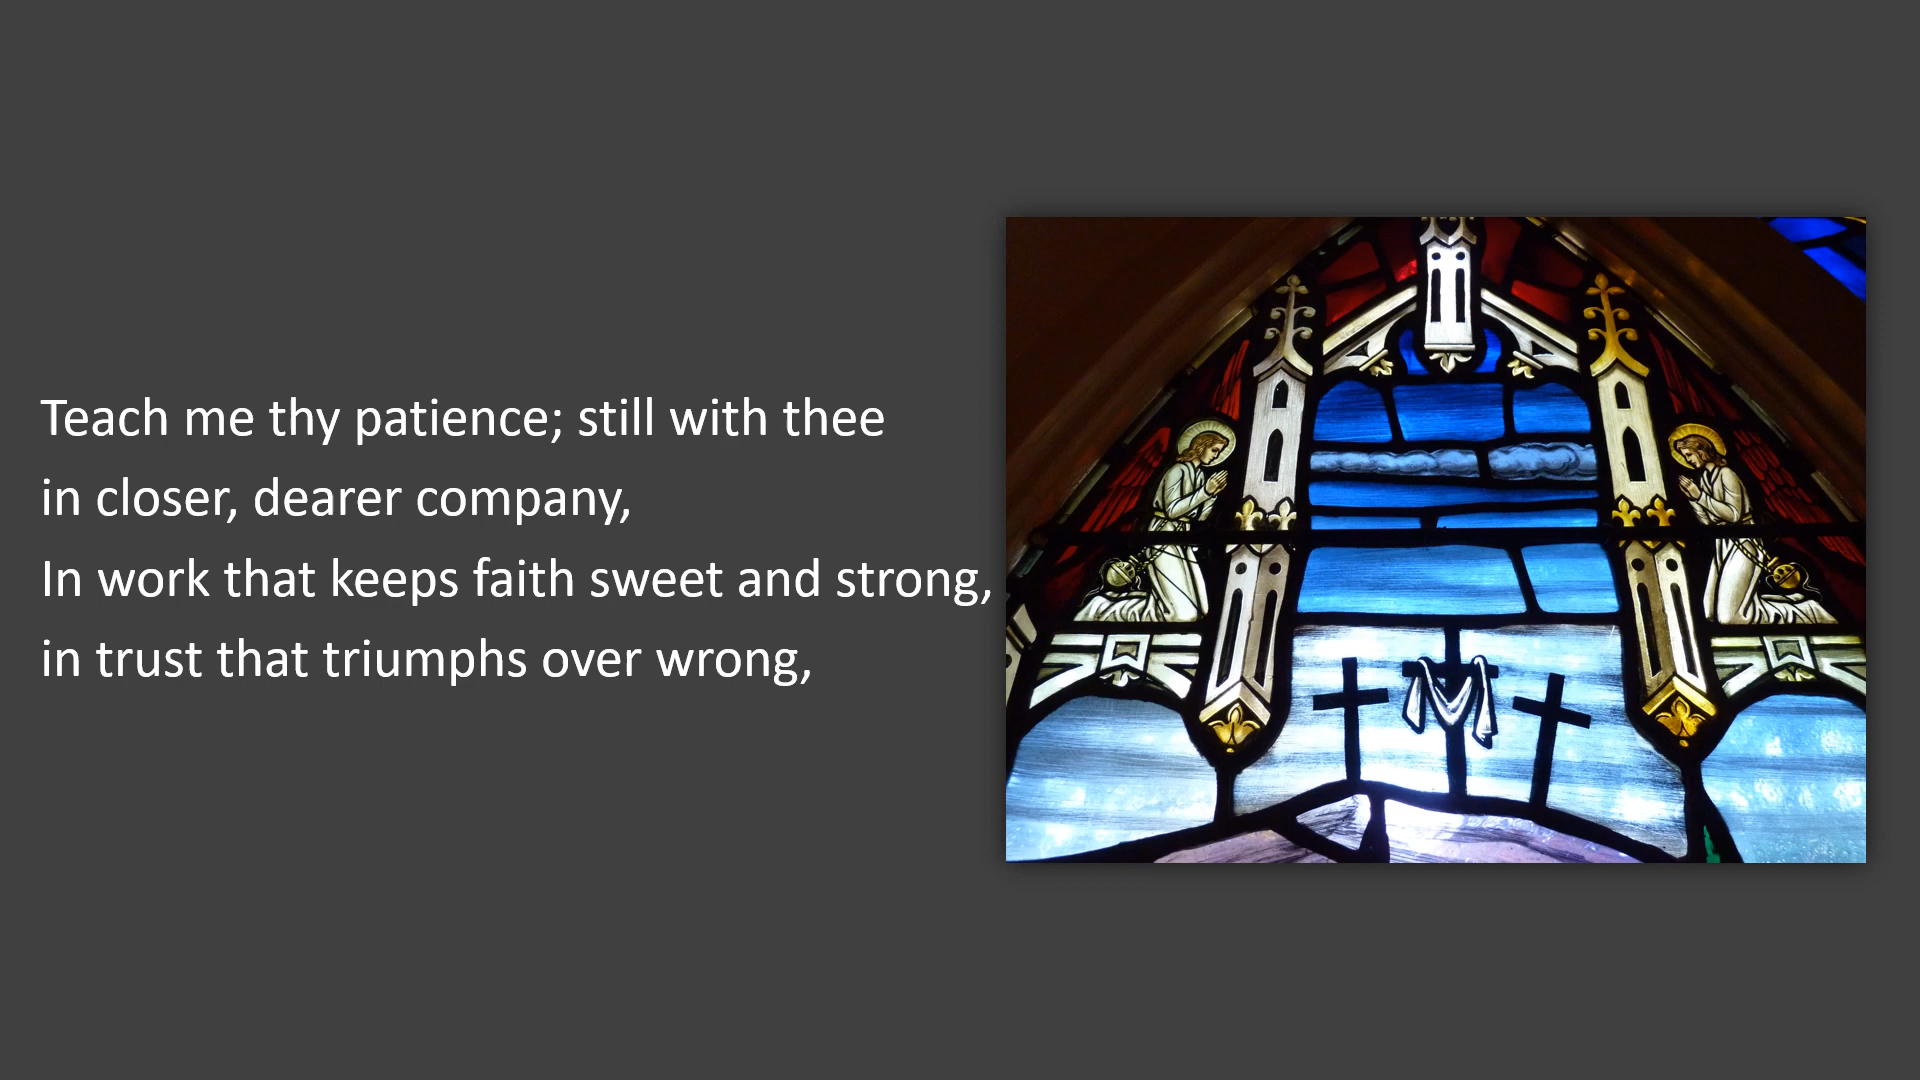 Teach me thy patience; still with thee
in closer, dearer company,
In work that keeps faith sweet and strong,
in trust that triumphs over wrong,